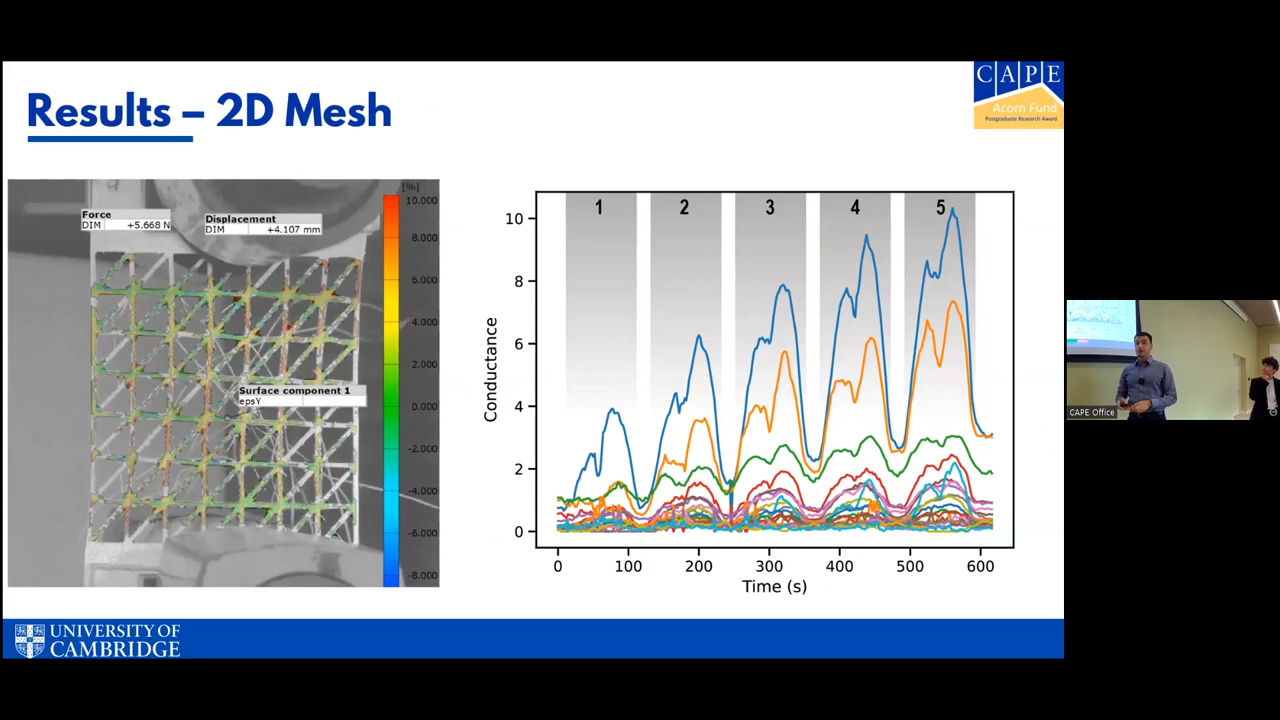 Results – 2D Mesh
CAPE
Acorn Fund
Postgraduate Research Award
[%]
10.000
8.000
6.000
4.000
2.000
0.000
-2.000
-4.000
-6.000
-8.000
Force
DIM +5.668 N
Displacement
DIM +4.107 mm
Surface component 1
epsY
1 2 3 4 5
10
8
6
4
2
0
Conductance
0 100 200 300 400 500 600
Time (s)
UNIVERSITY OF
CAMBRIDGE
CAPE Office